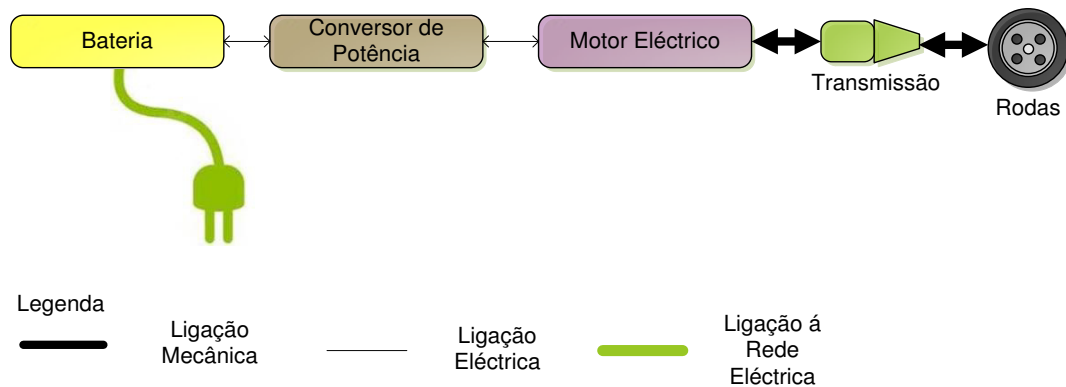 Bateria
Conversor de
Potência
Motor Eléctrico
Transmissão
Rodas
Legenda
Ligação
Mecânica
Ligação
Eléctrica
Ligação á
Rede
Eléctrica